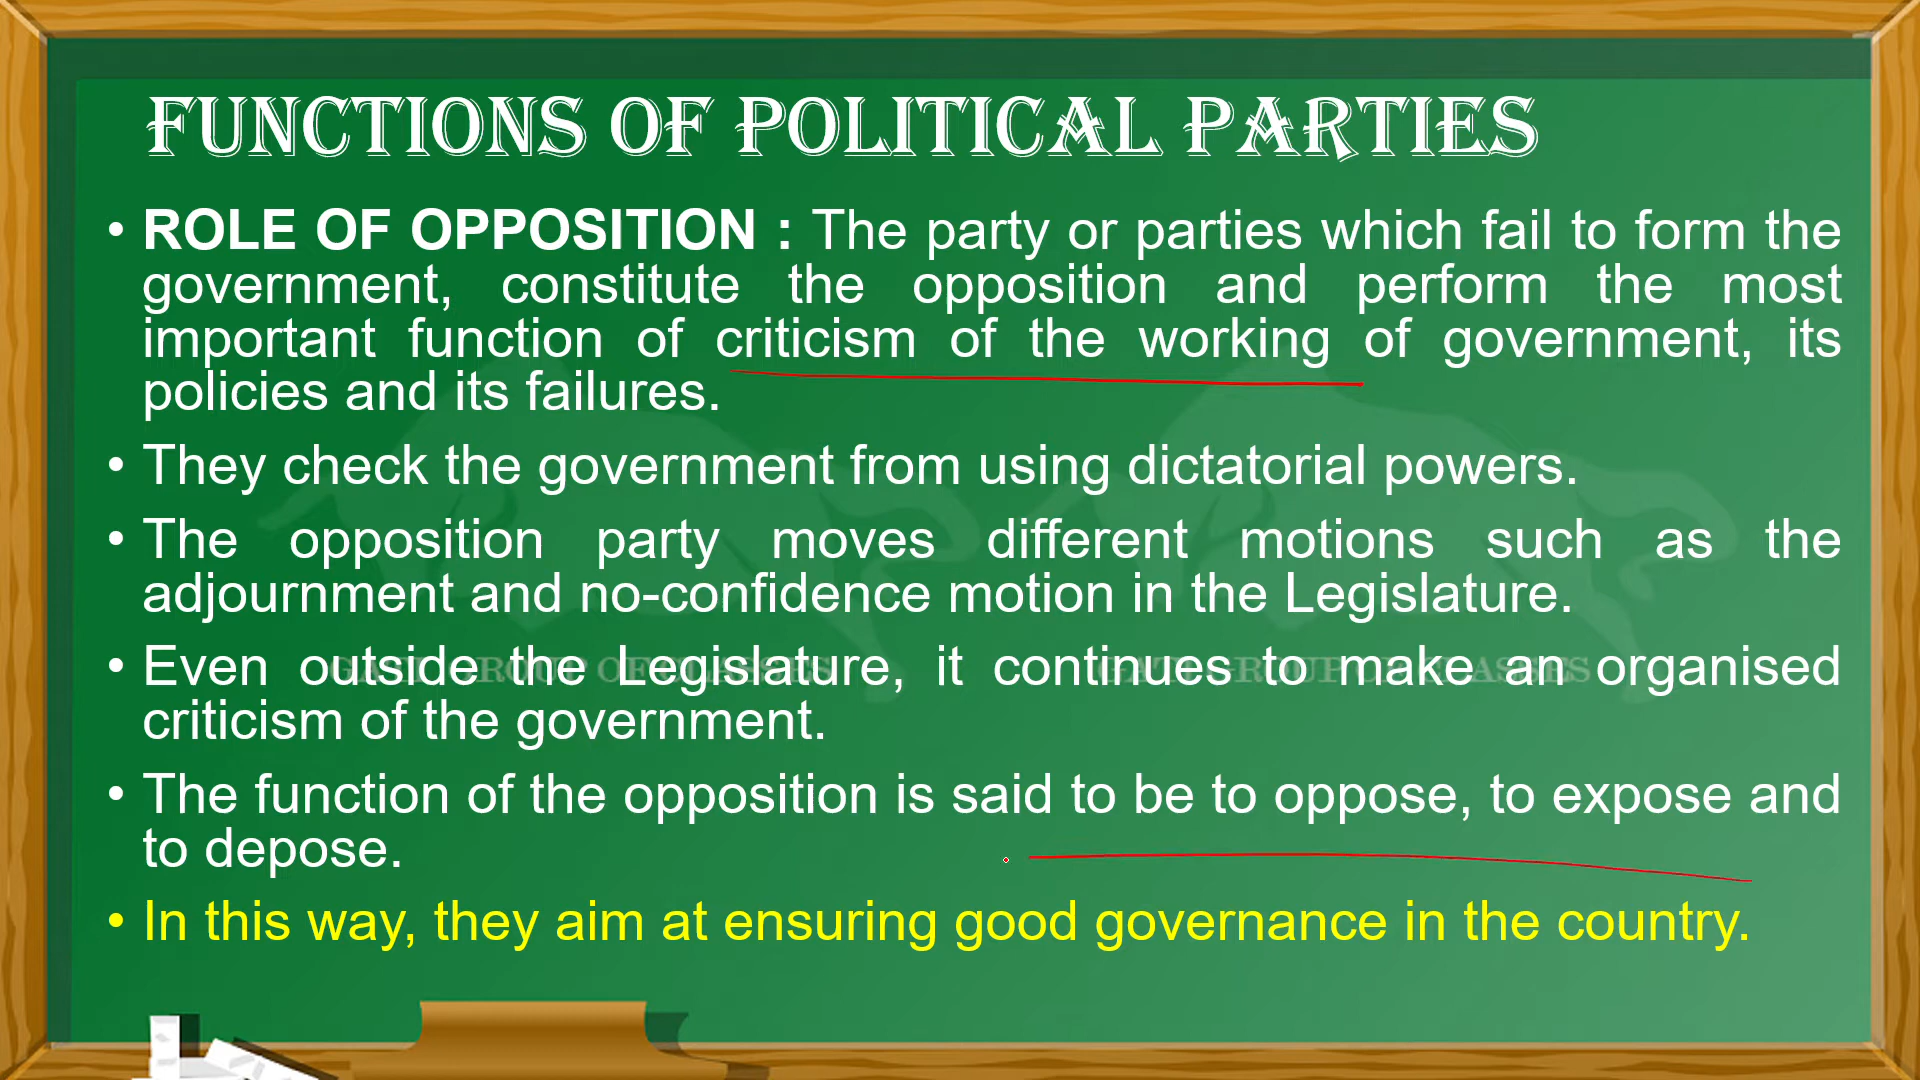 FUNCTIONS OF POLITICAL PARTIES
• ROLE OF OPPOSITION : The party or parties which fail to form the
government, constitute the opposition and perform the most
important function of criticism of the working of government, its
policies and its failures.
• They check the government from using dictatorial powers.
• The opposition party moves different motions such as the
adjournment and no-confidence motion in the Legislature.
• Even outside the Legislature, it continues to make an organised
criticism of the government.
• The function of the opposition is said to be to oppose, to expose and
to depose.
• In this way, they aim at ensuring good governance in the country.